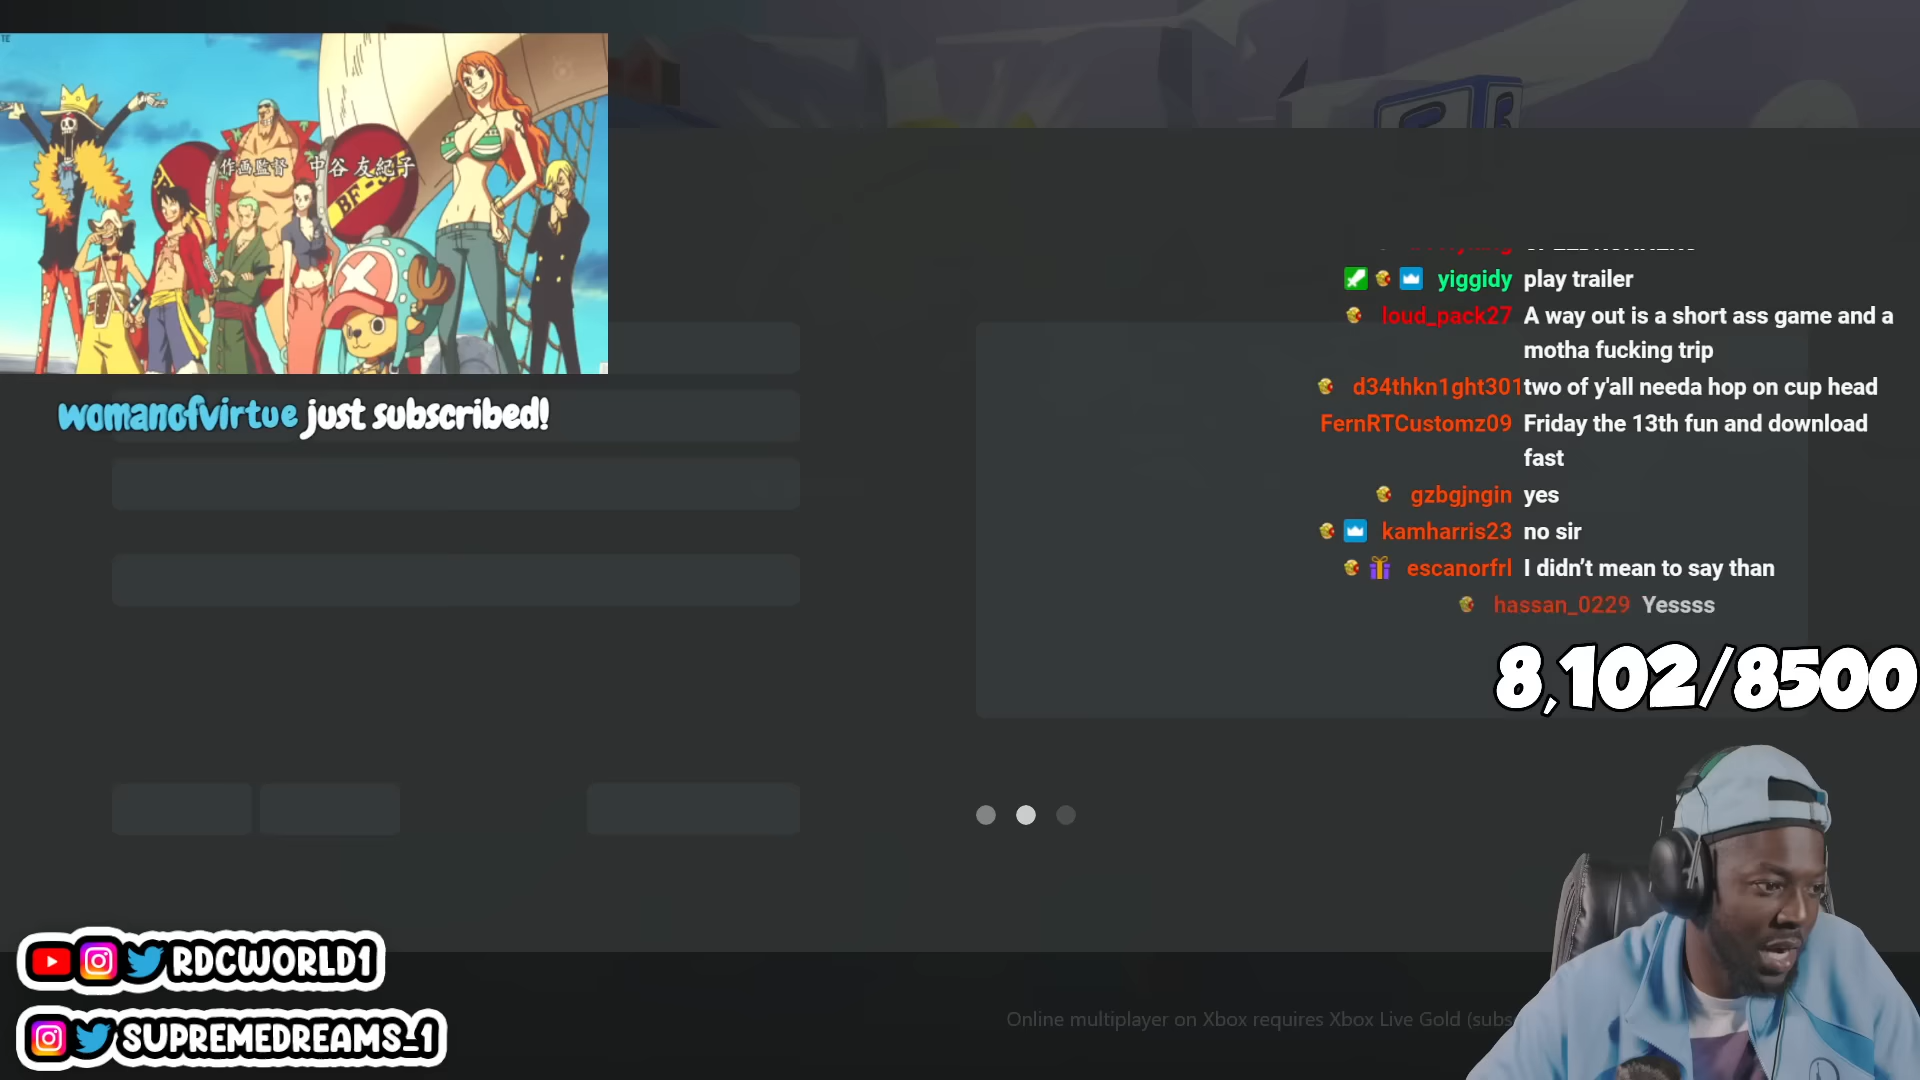 TE
作画監督 中谷友紀子
BF-3
womanofvirtue just subscribed!
yiggidy play trailer
loud_pack27 A way out is a short ass game and a
motha fucking trip
d34thkn1ght301 two of y'all needa hop on cup head
FernRTCustomz09 Friday the 13th fun and download
fast
gzbgjngin yes
kamharris23 no sir
escanorfrl I didn’t mean to say than
hassan_0229 Yessss
8,102/8500
RDCWORLD1
SUPREMEDREAMS_1
Online multiplayer on Xbox requires Xbox Live Gold (subs